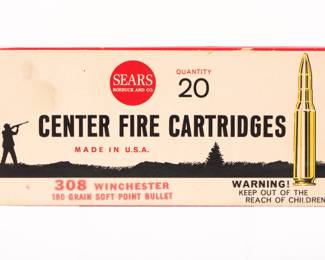 SEARS
ROEBUCK AND CO.
QUANTITY
20
CENTER FIRE CARTRIDGES
MADE IN U.S.A.
308 WINCHESTER
180 GRAIN SOFT POINT BULLET
WARNING!
KEEP OUT OF THE
REACH OF CHILDREN